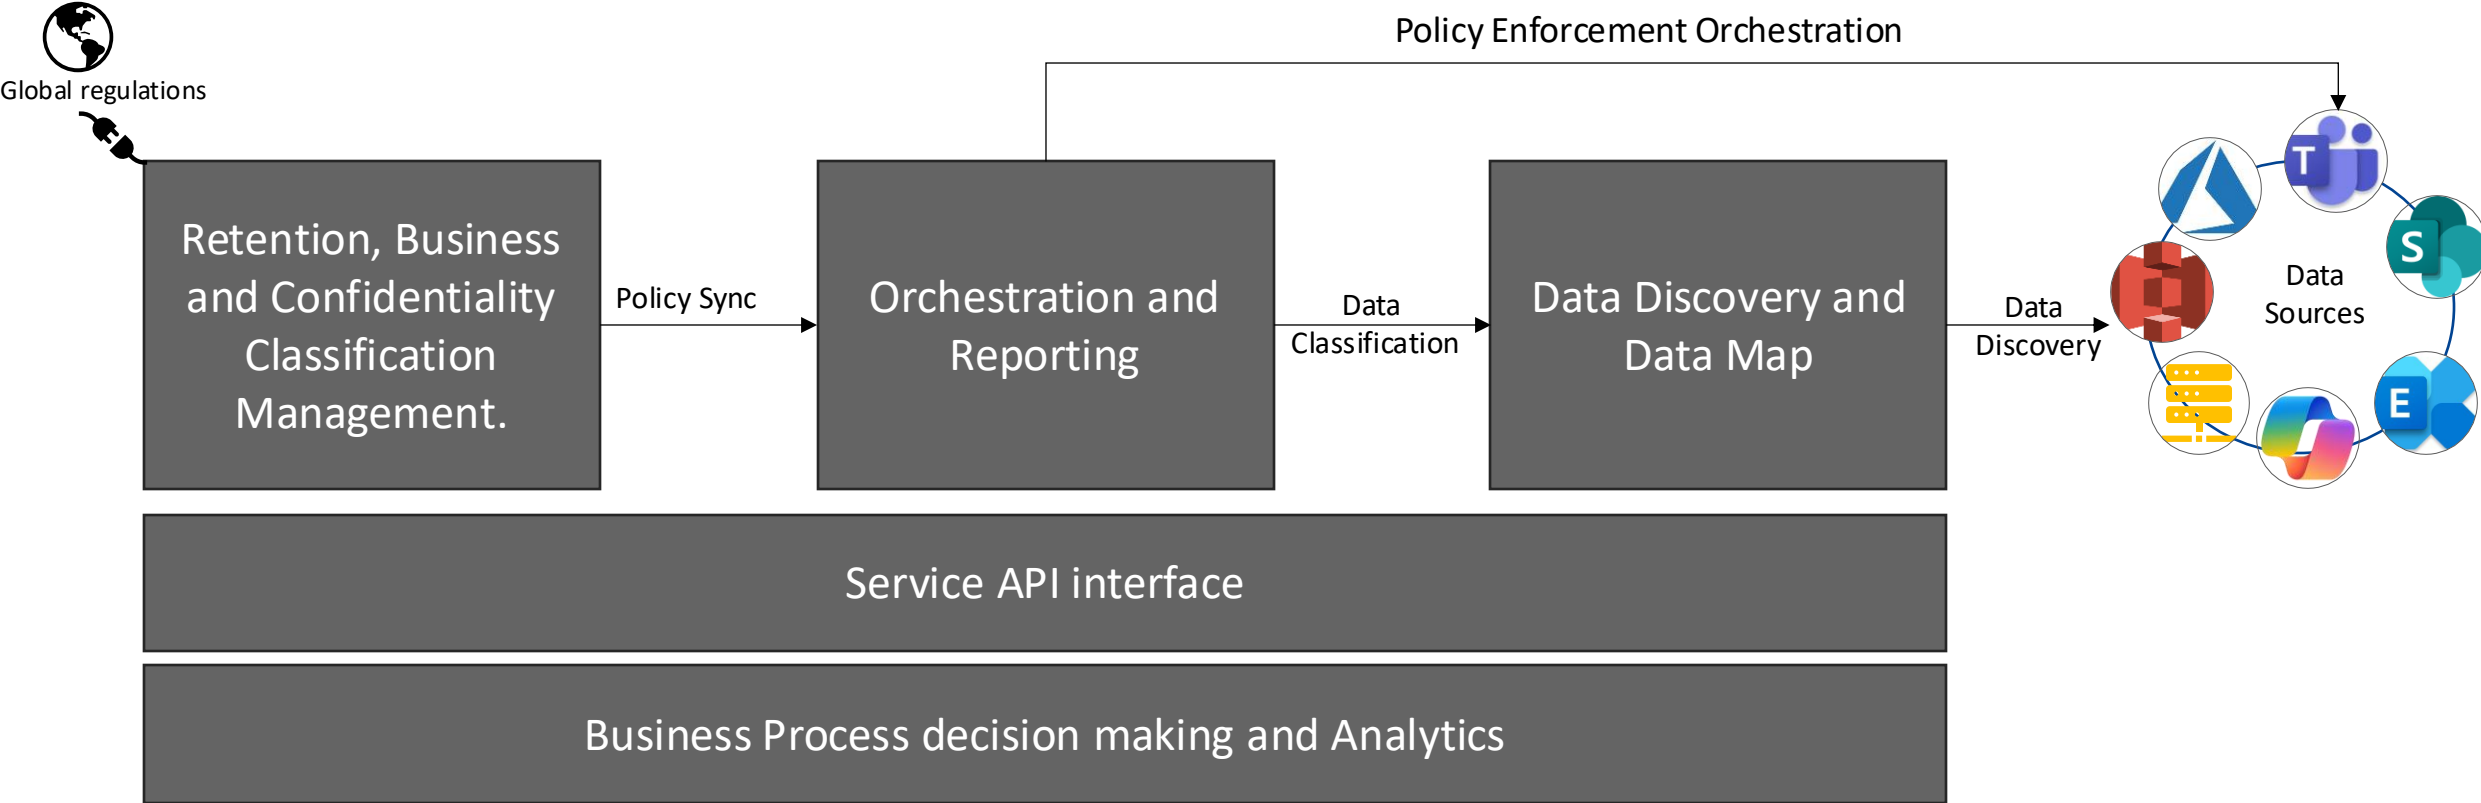 Policy Enforcement Orchestration
Global regulations
Retention, Business
and Confidentiality
Classification
Management.
Policy Sync
Orchestration and
Reporting
Data
Classification
Data Discovery and
Data Map
Data
Discovery
T
S
E
Data
Sources
Service API interface
Business Process decision making and Analytics